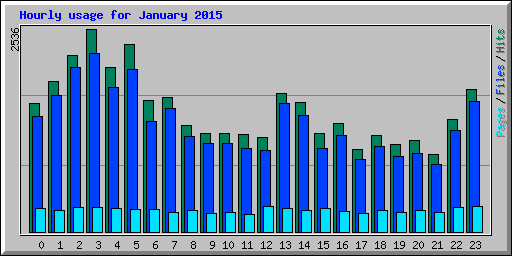 Hourly usage for January 2015
2536
Pages/Files/Hits
0 1 2 3 4 5 6 7 8 9 10 11 12 13 14 15 16 17 18 19 20 21 22 23